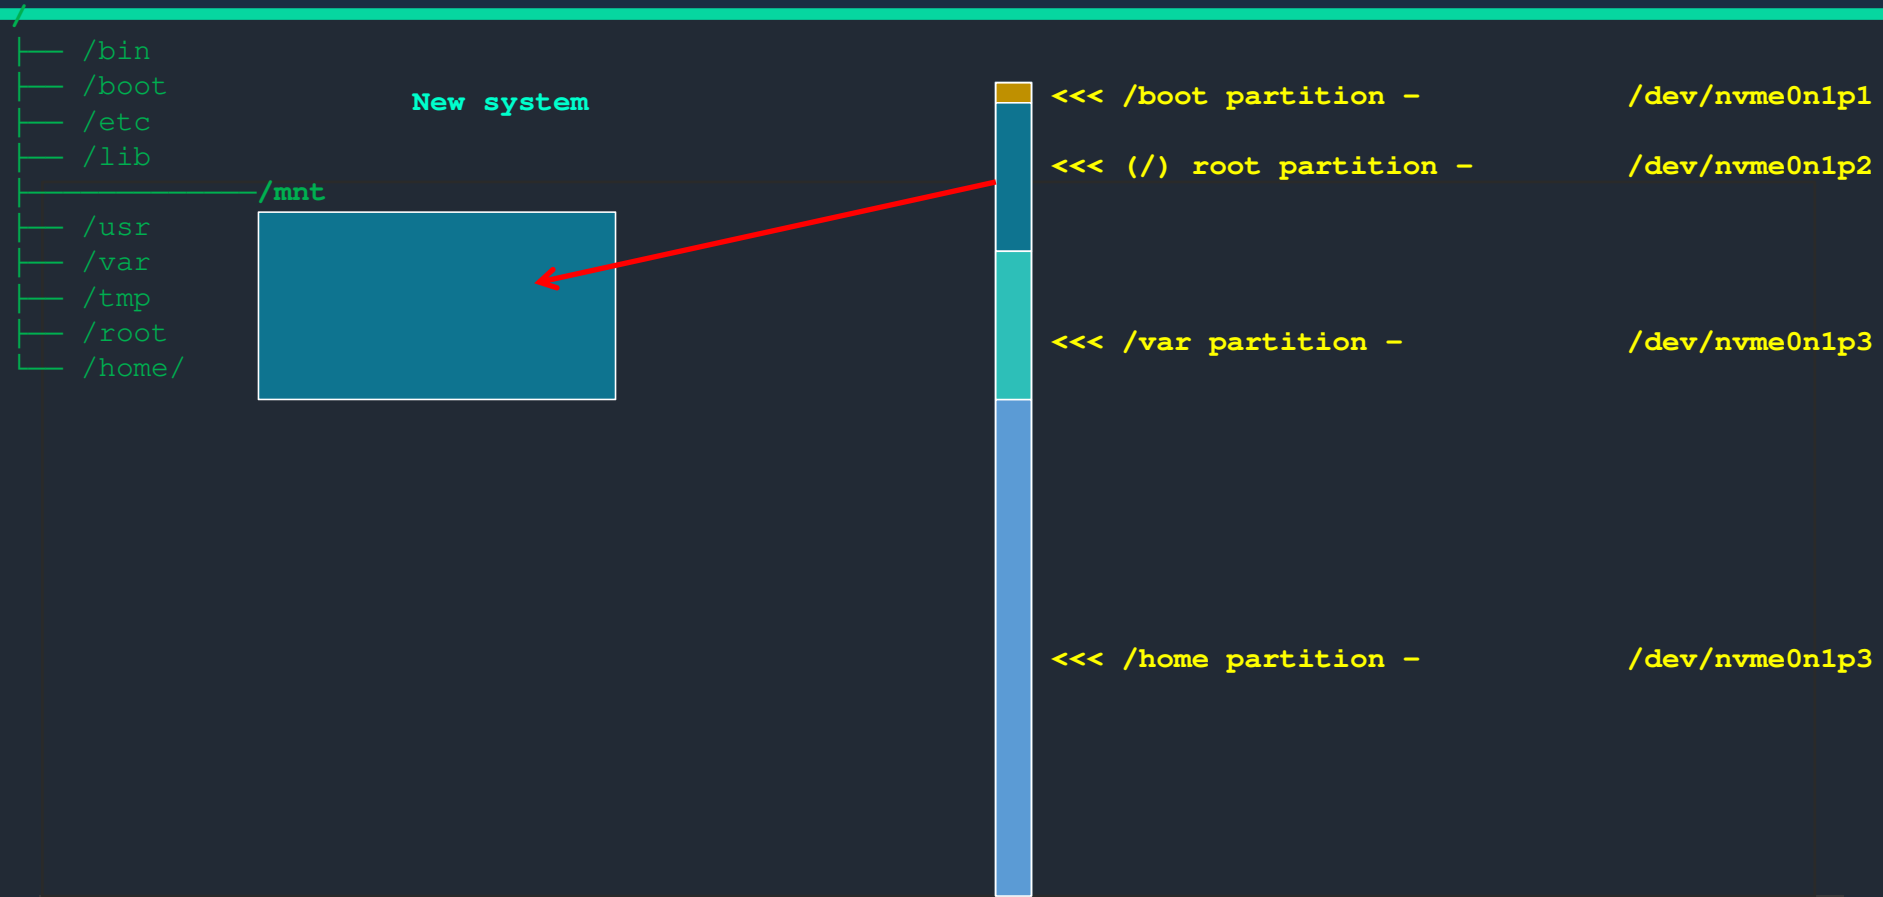 /
├── /bin
├── /boot
├── /etc
├── /lib
├──────────────/mnt
├── /usr
├── /var
├── /tmp
├── /root
└── /home/
New system
<<< /boot partition – /dev/nvme0n1p1
<<< (/) root partition – /dev/nvme0n1p2
<<< /var partition – /dev/nvme0n1p3
<<< /home partition – /dev/nvme0n1p3